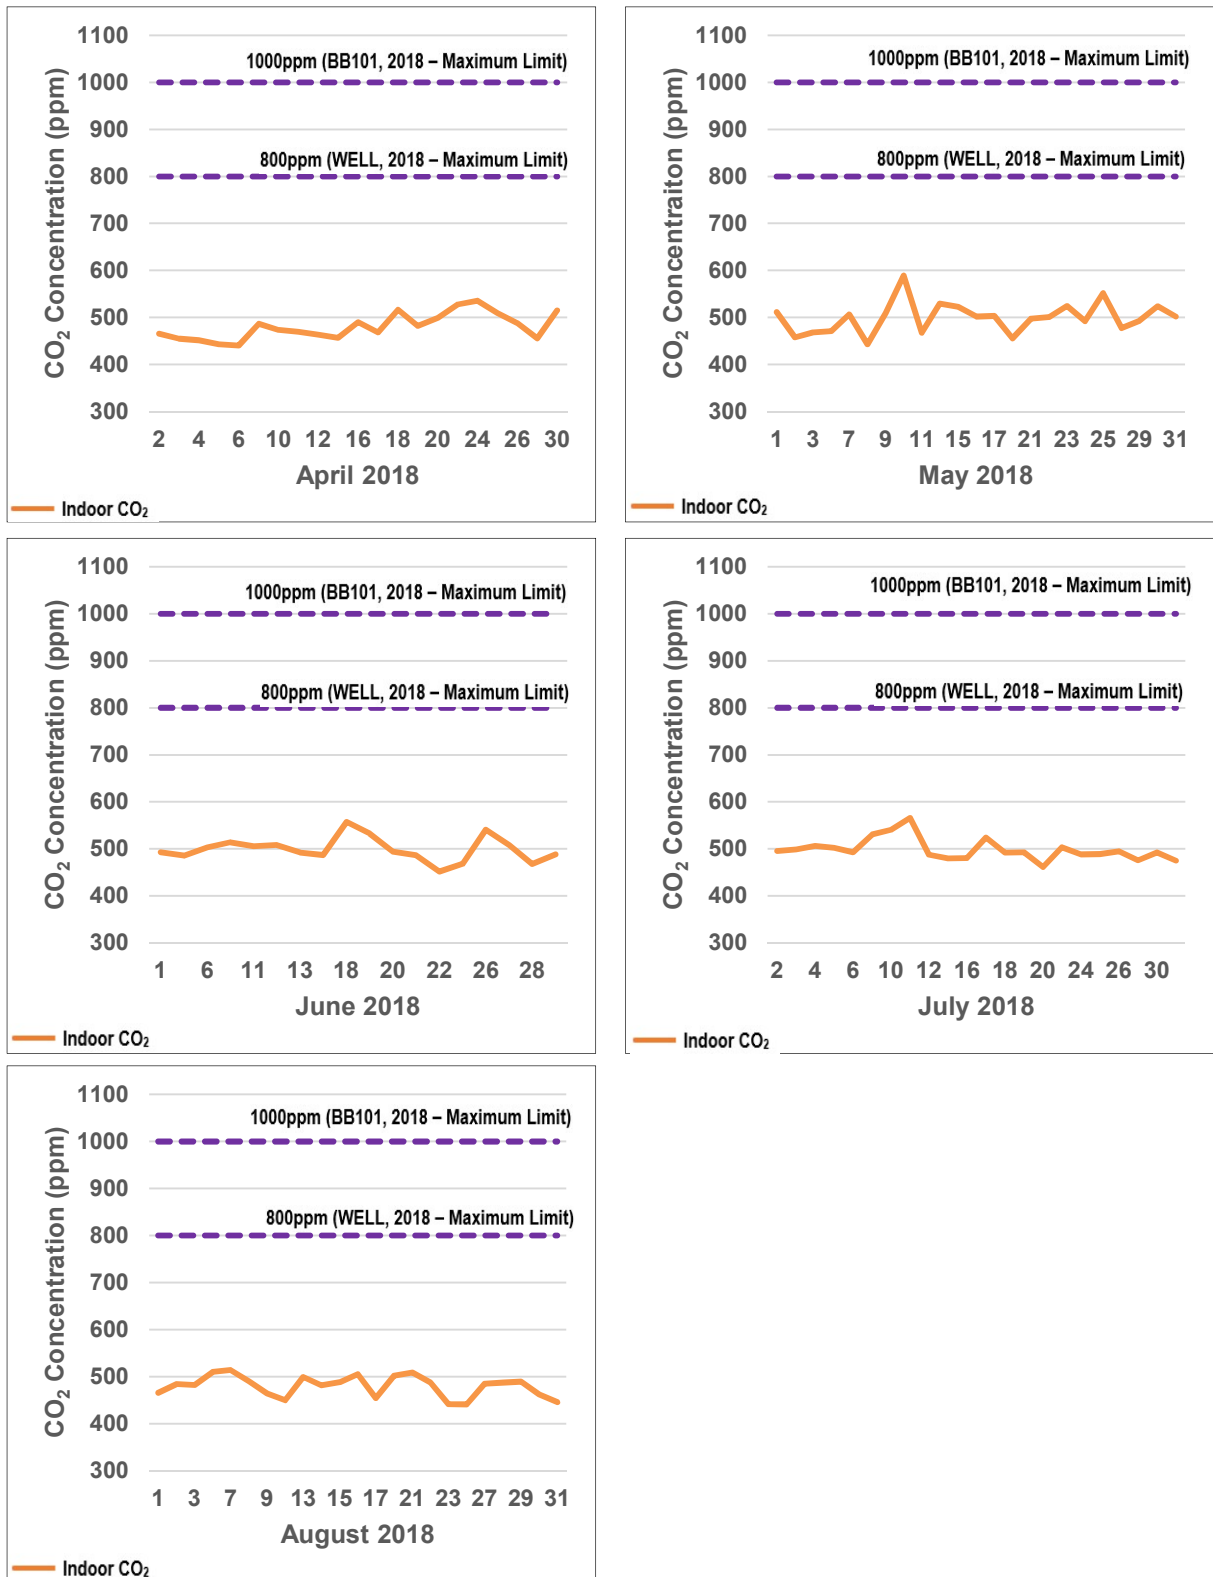 1100
1000ppm (BB101, 2018 – Maximum Limit)
1000
900
800ppm (WELL, 2018 – Maximum Limit)
800
700
600
500
400
300
CO₂ Concentration (ppm)
2 4 6 10 12 16 18 20 24 26 30
April 2018
Indoor CO₂
1100
1000ppm (BB101, 2018 – Maximum Limit)
1000
900
800ppm (WELL, 2018 – Maximum Limit)
800
700
600
500
400
300
CO₂ Concentraiton (ppm)
1 3 7 9 11 15 17 21 23 25 29 31
May 2018
Indoor CO₂
1100
1000ppm (BB101, 2018 – Maximum Limit)
1000
900
800ppm (WELL, 2018 – Maximum Limit)
800
700
600
500
400
300
CO₂ Concentration (ppm)
1 6 11 13 18 20 22 26 28
June 2018
Indoor CO₂
1100
1000ppm (BB101, 2018 – Maximum Limit)
1000
900
800ppm (WELL, 2018 – Maximum Limit)
800
700
600
500
400
300
CO₂ Concentration (ppm)
2 4 6 10 12 16 18 20 24 26 30
July 2018
Indoor CO₂
1100
1000ppm (BB101, 2018 – Maximum Limit)
1000
900
800ppm (WELL, 2018 – Maximum Limit)
800
700
600
500
400
300
CO₂ Concentration (ppm)
1 3 7 9 13 15 17 21 23 27 29 31
August 2018
Indoor CO₂